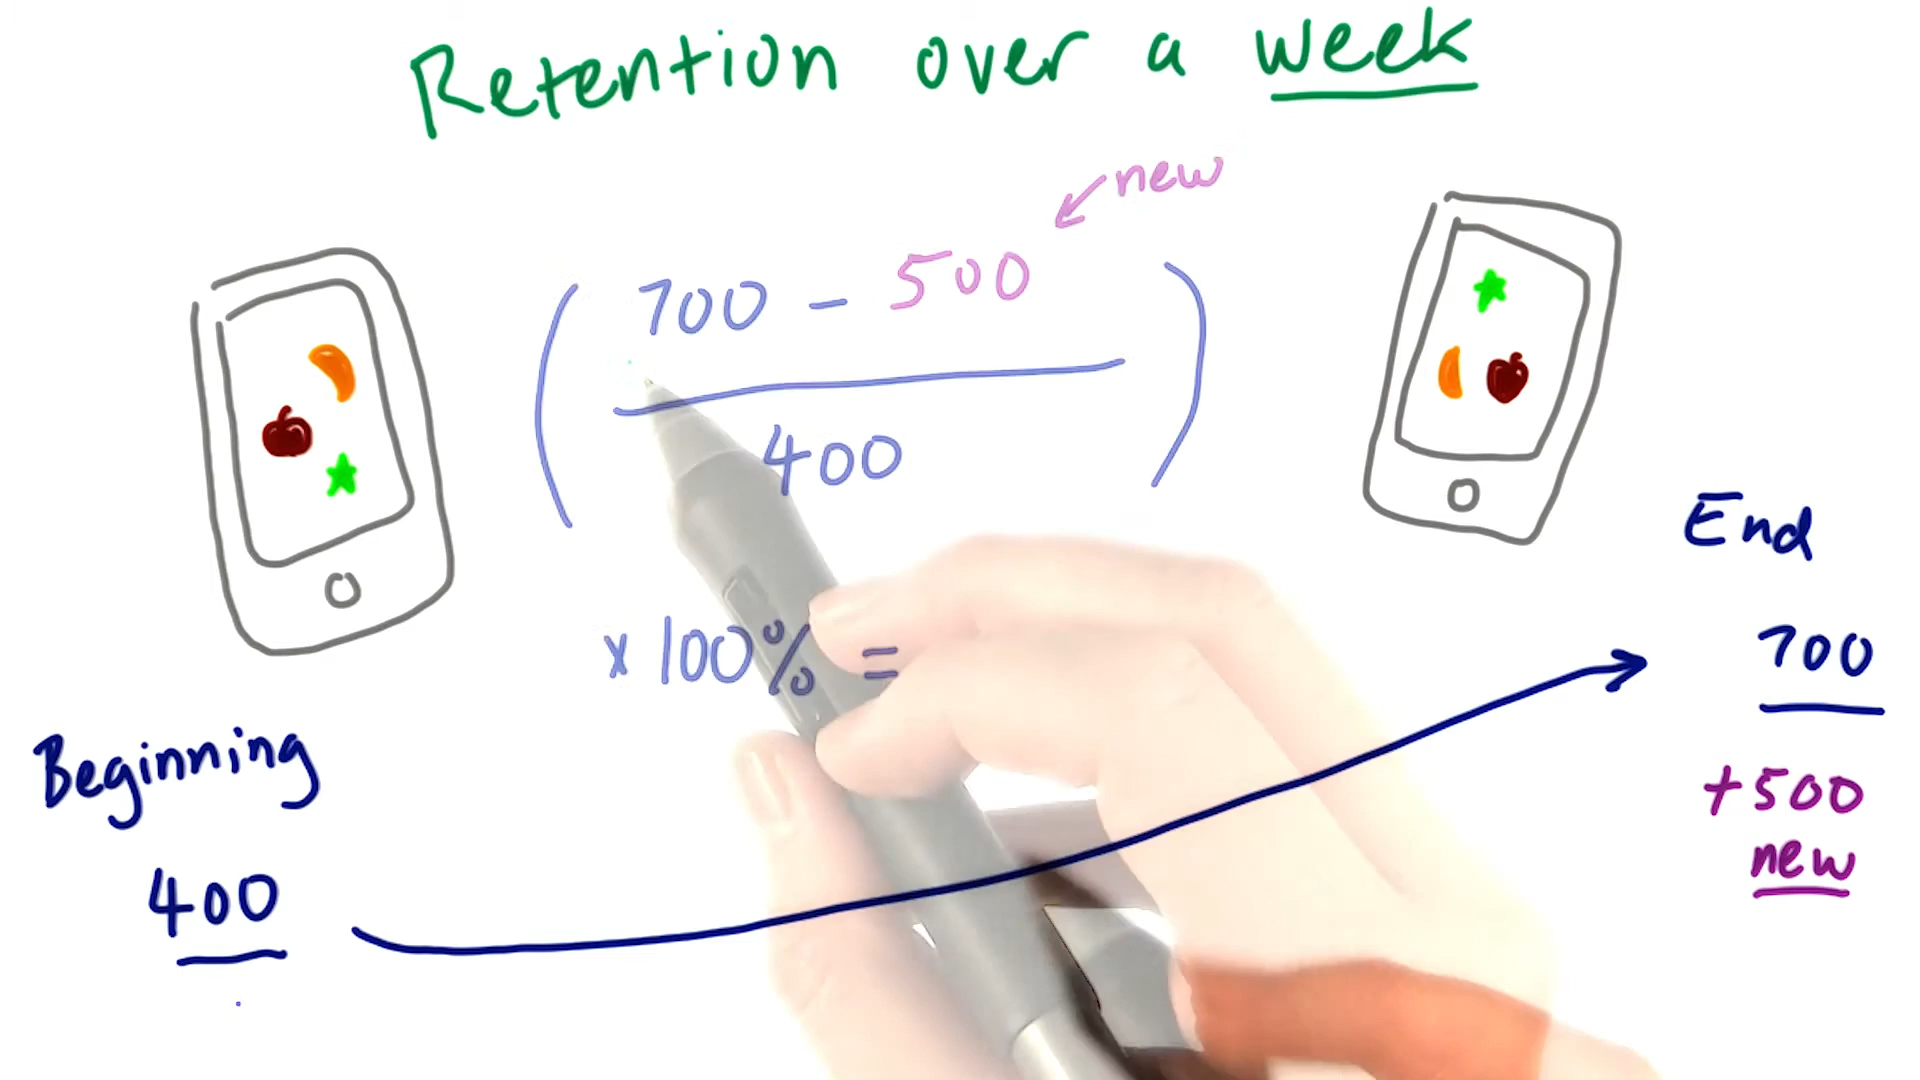 Retention over a week
new
700 - 500
400
x 100% =
End
700
+500
new
Beginning
400